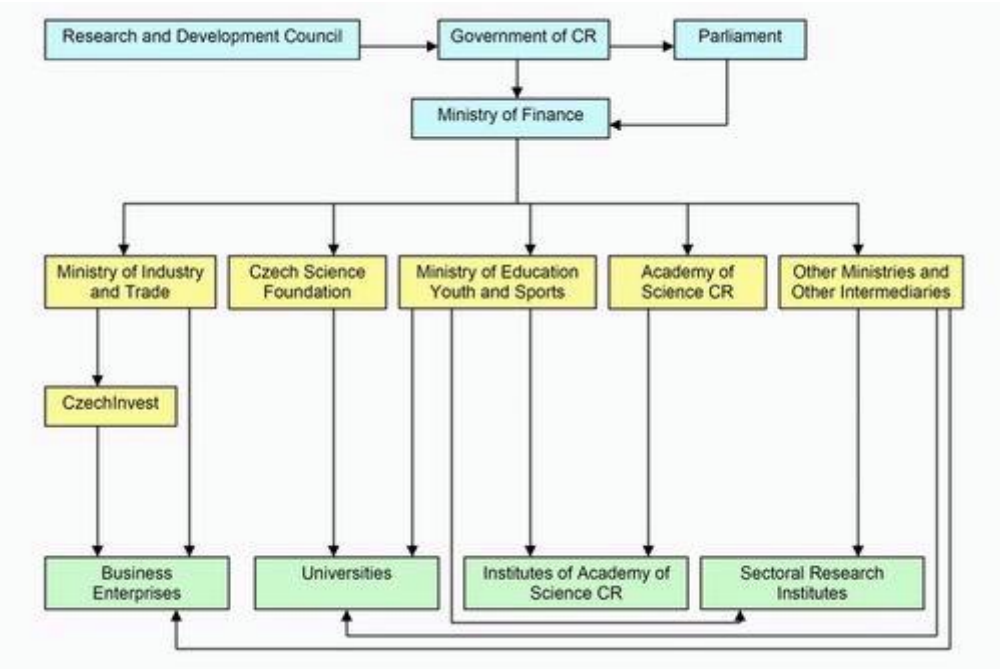 Research and Development Council
Government of CR
Parliament
Ministry of Finance
Ministry of Industry
and Trade
Czech Science
Foundation
Ministry of Education
Youth and Sports
Academy of
Science CR
Other Ministries and
Other Intermediaries
CzechInvest
Business
Enterprises
Universities
Institutes of Academy of
Science CR
Sectoral Research
Institutes